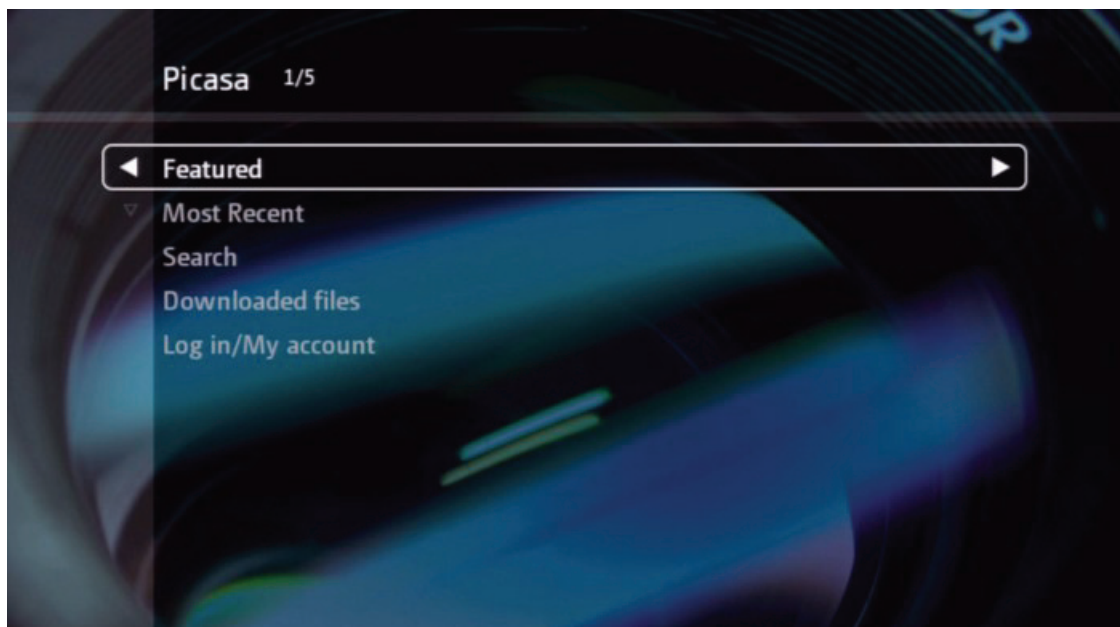 Picasa 1/5
Featured
Most Recent
Search
Downloaded files
Log in/My account